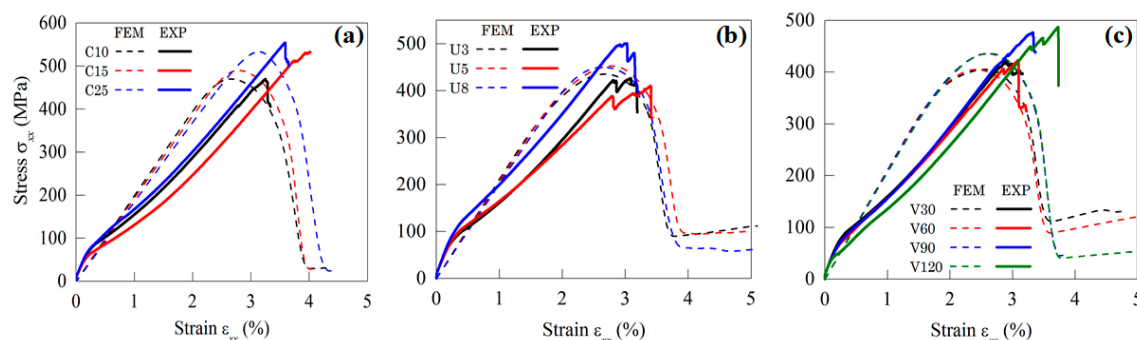 (a)
FEM EXP
C10
C15
C25
600
500
400
300
200
100
0
Stress σxx (MPa)
0 1 2 3 4 5
Strain εxx (%)
(b)
FEM EXP
U3
U5
U8
500
400
300
200
100
0
0 1 2 3 4 5
Strain εxx (%)
(c)
500
400
300
200
100
0
FEM EXP
V30
V60
V90
V120
0 1 2 3 4 5
Strain ε (%)